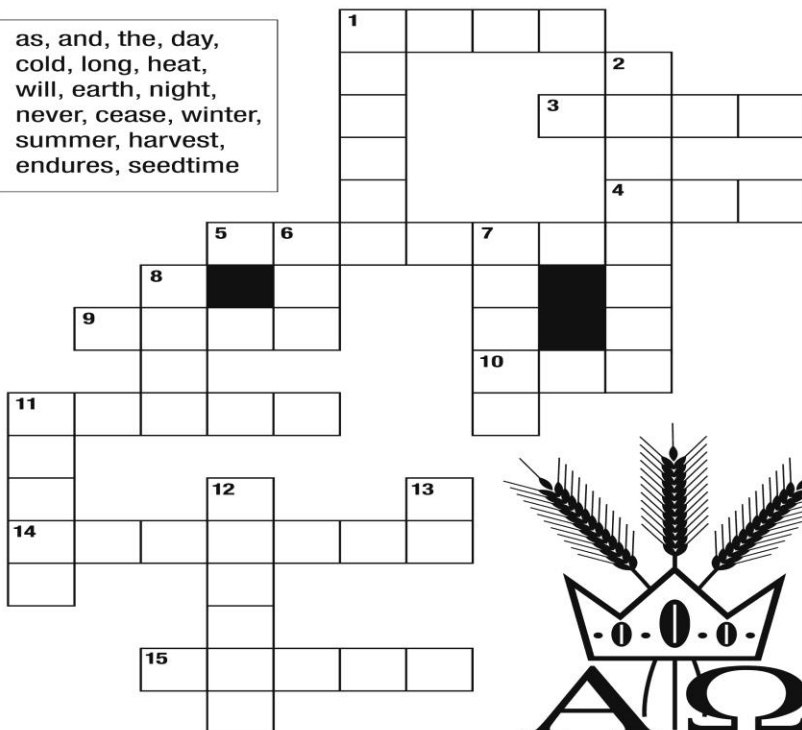 as, and, the, day,
cold, long, heat,
will, earth, night,
never, cease, winter,
summer, harvest,
endures, seedtime
1
2
3
4
5 6 7
8
9
10
11
12 13
14
15
Α Ω